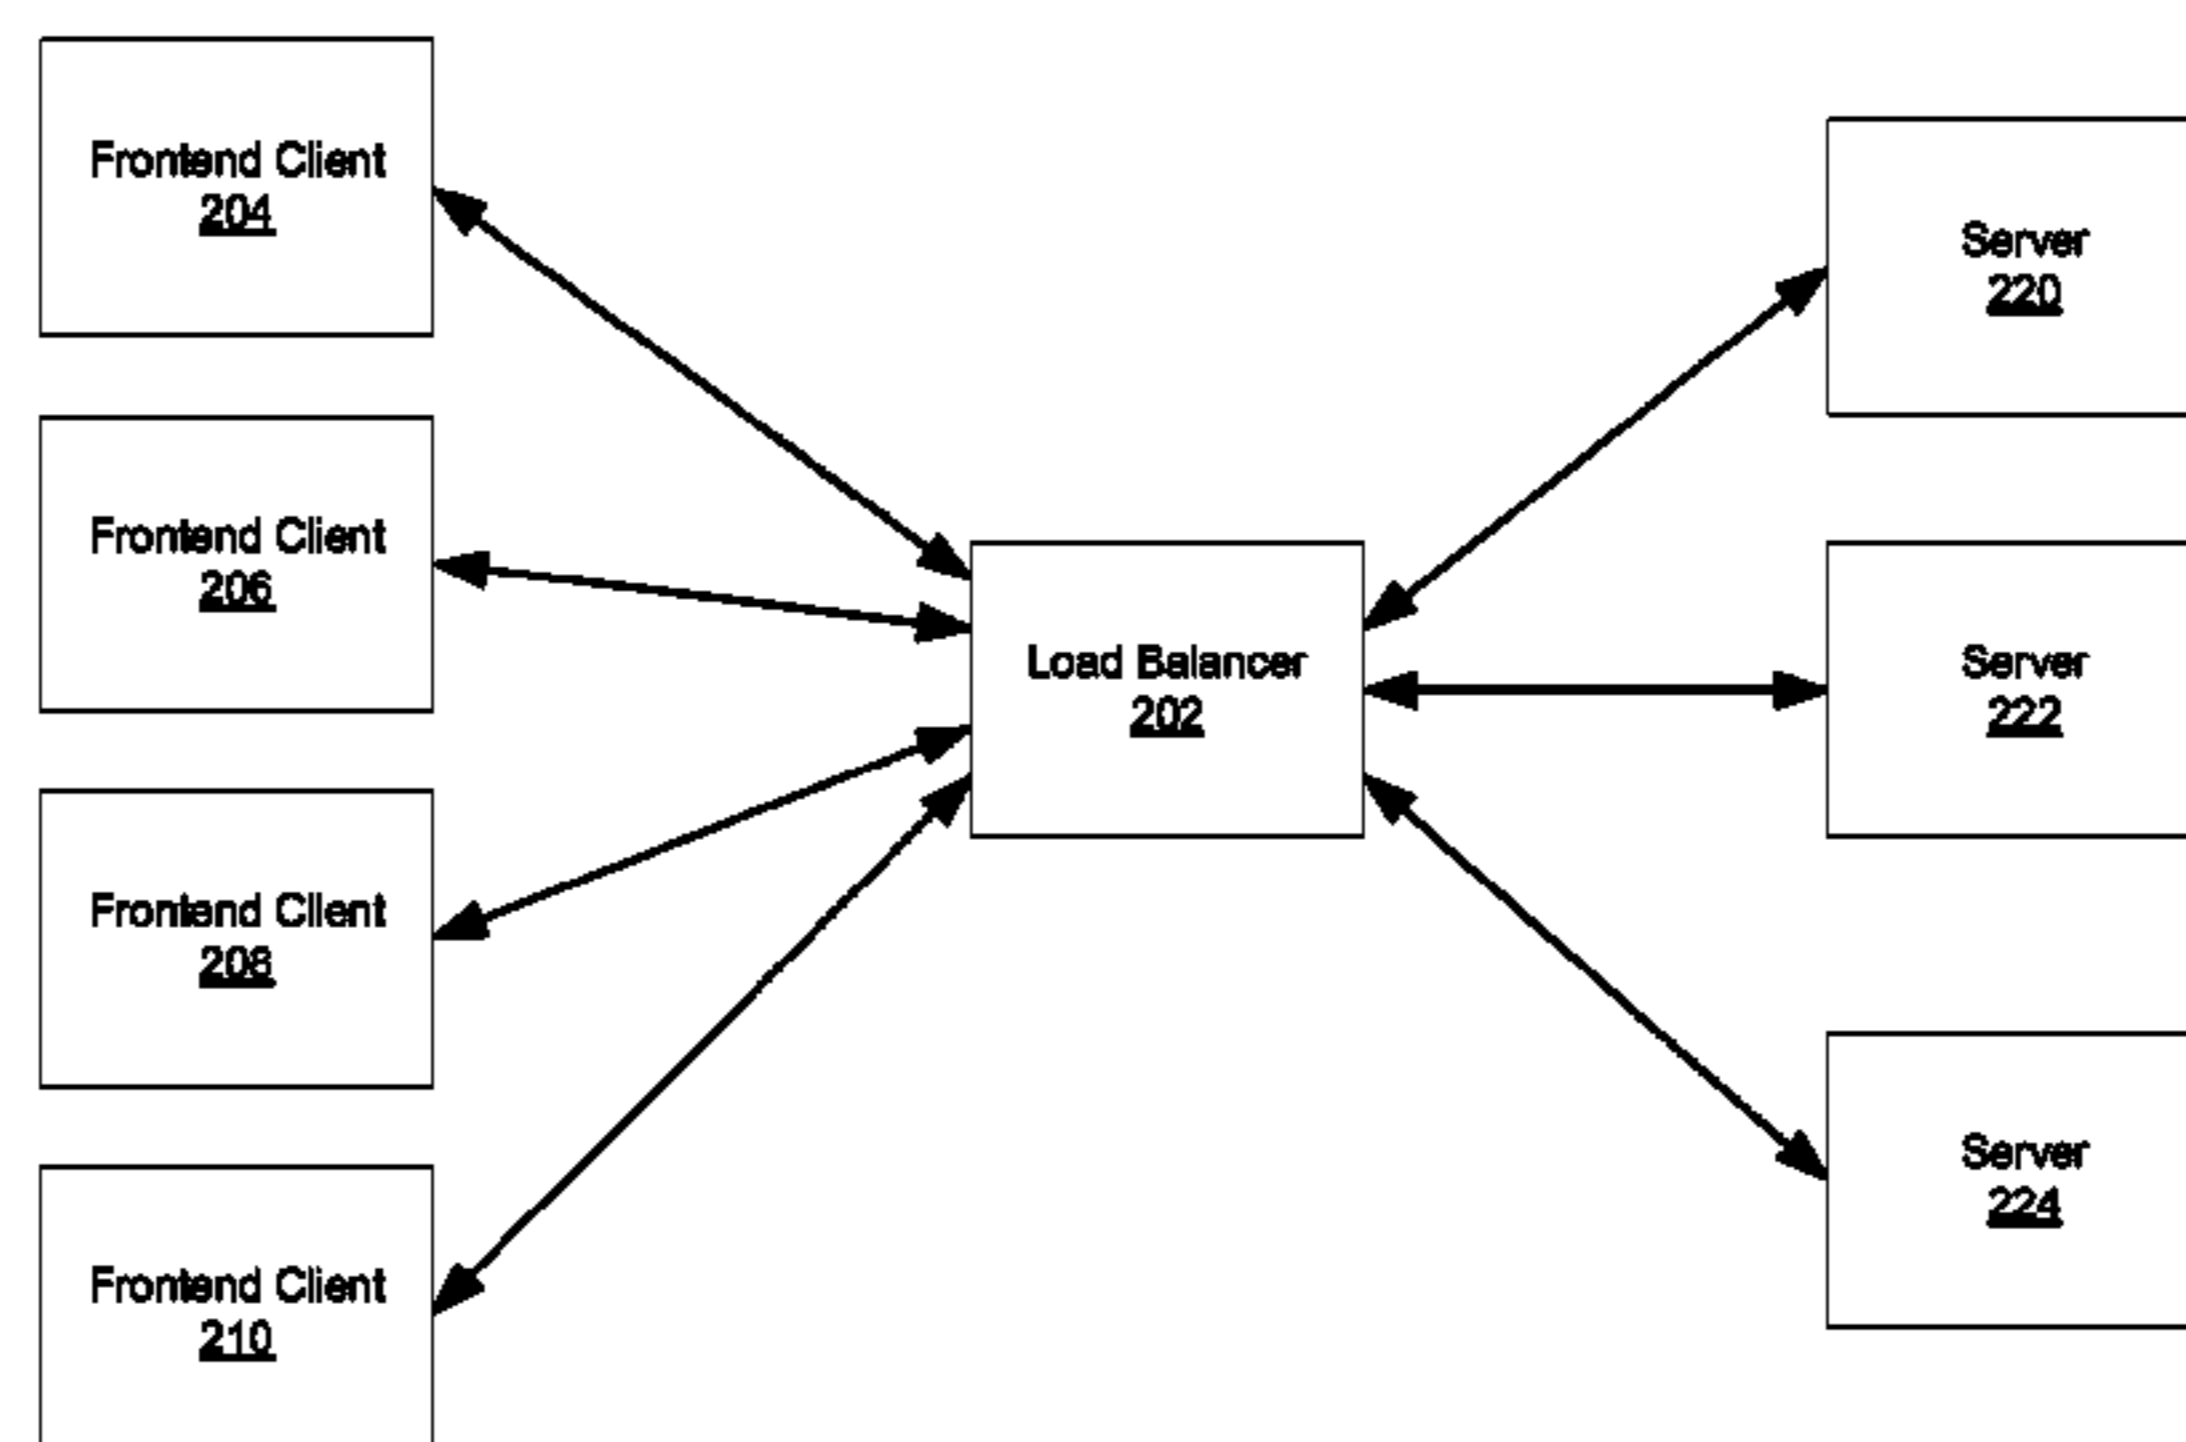 Frontend Client
204
Frontend Client
206
Frontend Client
208
Frontend Client
210
Load Balancer
202
Server
220
Server
222
Server
224